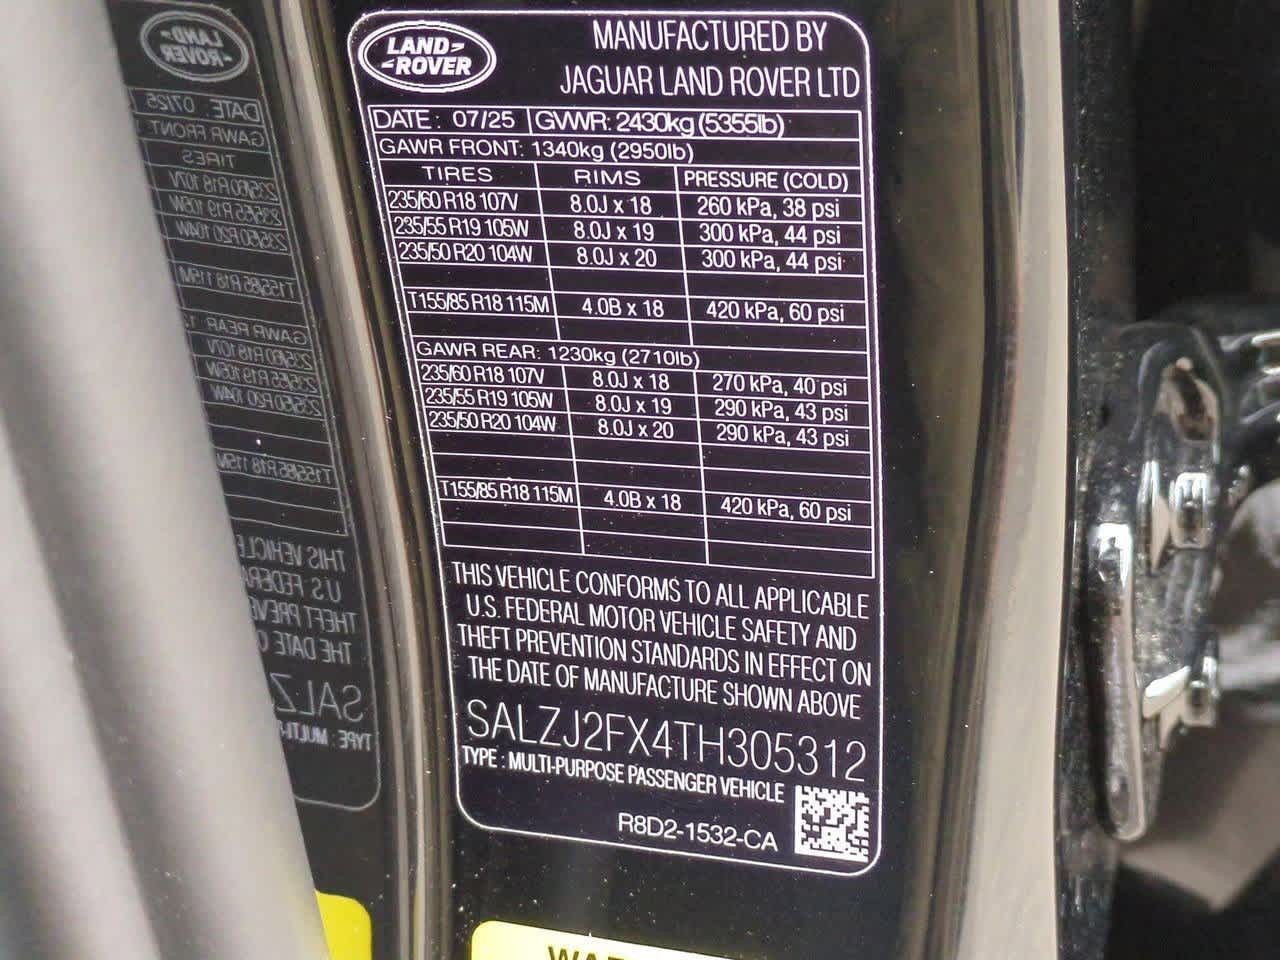 LAND-
-ROVER
MANUFACTURED BY
JAGUAR LAND ROVER LTD
DATE: 07/25 GVWR: 2430kg (5355lb)
GAWR FRONT: 1340kg (2950lb)
TIRES RIMS PRESSURE (COLD)
235/60 R18 107V 8.0J x 18 260 kPa, 38 psi
235/55 R19 105W 8.0J x 19 300 kPa, 44 psi
235/50 R20 104W 8.0J x 20 300 kPa, 44 psi
T155/85 R18 115M 4.0B x 18 420 kPa, 60 psi
GAWR REAR: 1230kg (2710lb)
235/60 R18 107V 8.0J x 18 270 kPa, 40 psi
235/55 R19 105W 8.0J x 19 290 kPa, 43 psi
235/50 R20 104W 8.0J x 20 290 kPa, 43 psi
T155/85 R18 115M 4.0B x 18 420 kPa, 60 psi
THIS VEHICLE CONFORMS TO ALL APPLICABLE
U.S. FEDERAL MOTOR VEHICLE SAFETY AND
THEFT PREVENTION STANDARDS IN EFFECT ON
THE DATE OF MANUFACTURE SHOWN ABOVE
SALZJ2FX4TH305312
TYPE: MULTI-PURPOSE PASSENGER VEHICLE
R8D2-1532-CA